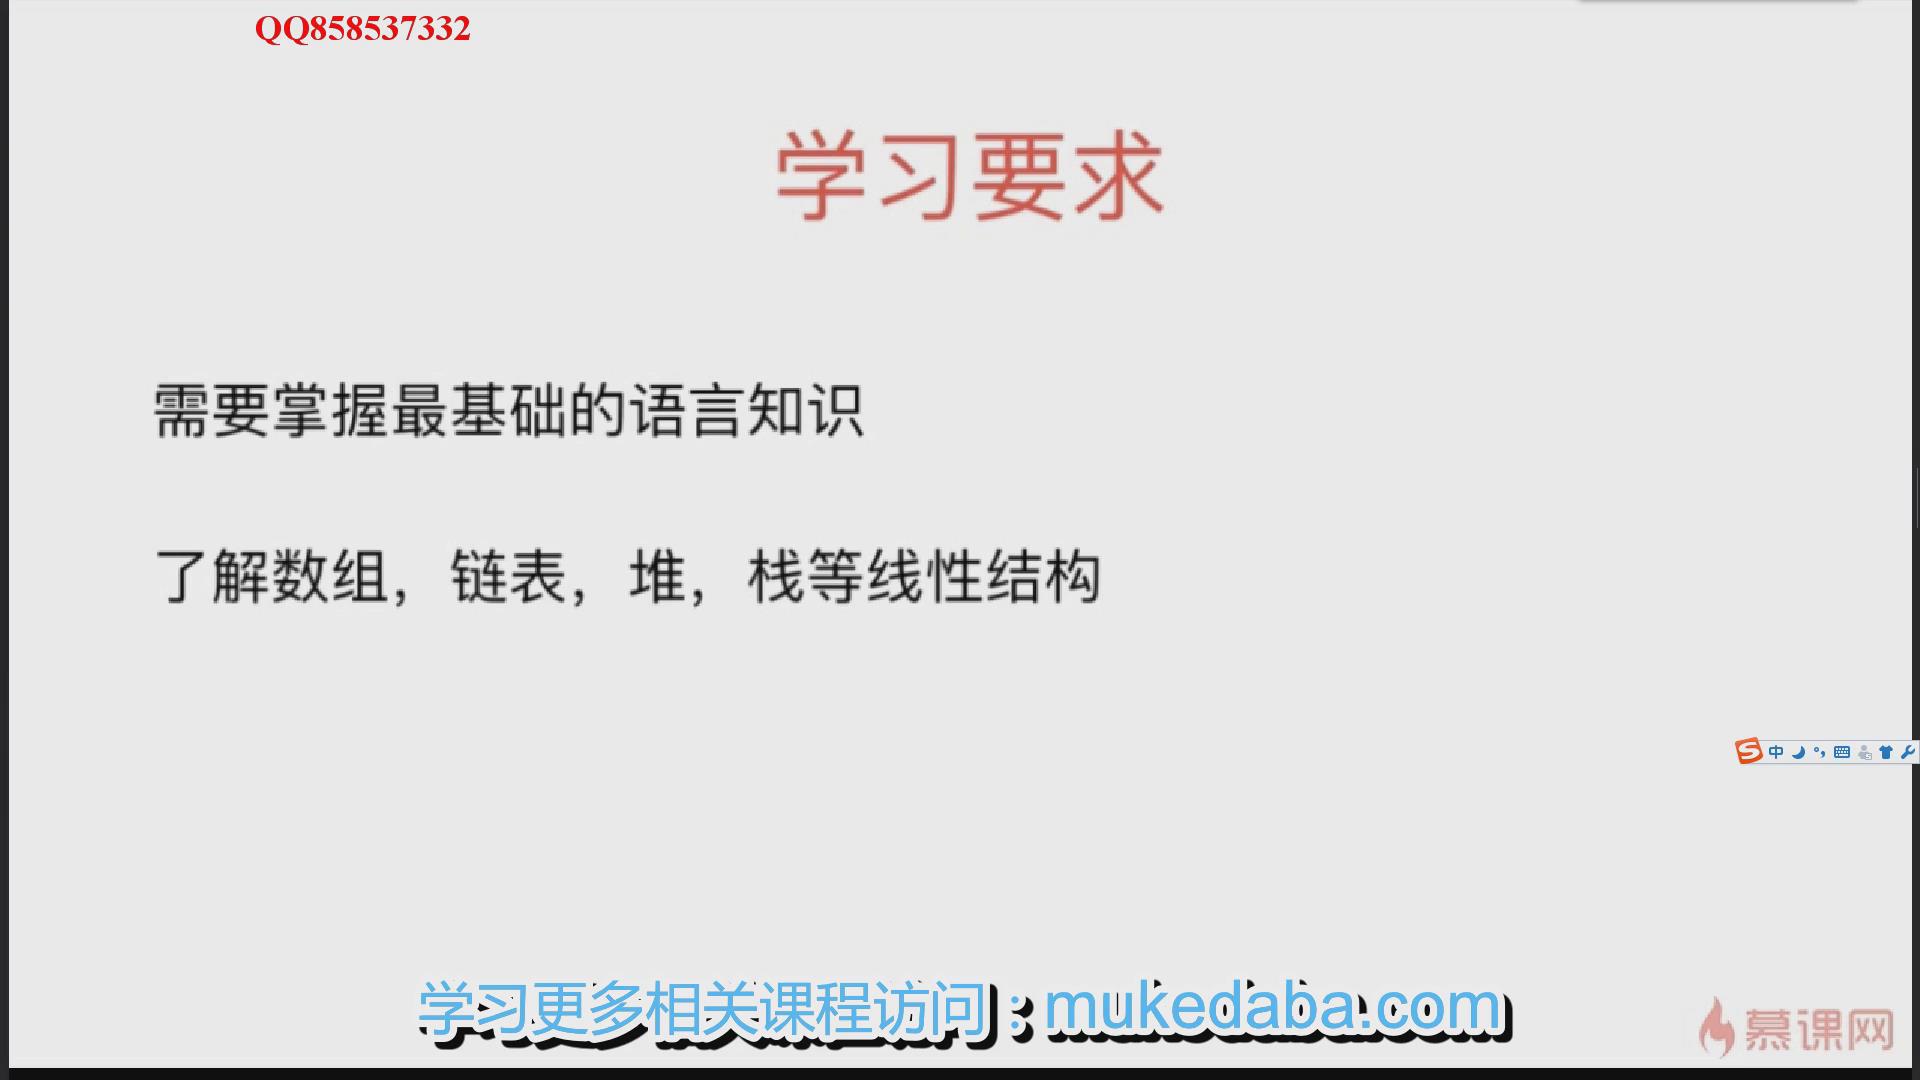 QQ858537332
学习要求
需要掌握最基础的语言知识
了解数组，链表，堆，栈等线性结构
中
学习更多相关课程访问：mukedaba.com
慕课网